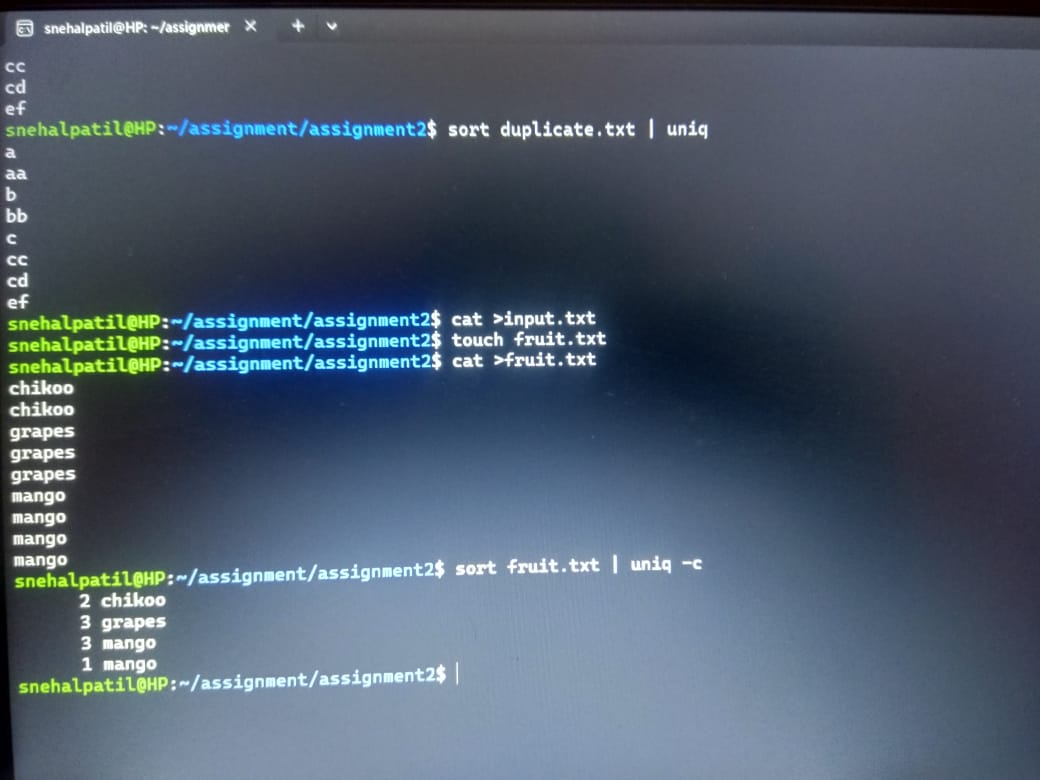 snehalpatil@HP: ~/assignmer
cc
cd
ef
snehalpatil@HP:~/assignment/assignment2$ sort duplicate.txt | uniq
a
aa
b
bb
c
cc
cd
ef
snehalpatil@HP:~/assignment/assignment2$ cat >input.txt
snehalpatil@HP:~/assignment/assignment2$ touch fruit.txt
snehalpatil@HP:~/assignment/assignment2$ cat >fruit.txt
chikoo
chikoo
grapes
grapes
grapes
mango
mango
mango
mango
snehalpatil@HP:~/assignment/assignment2$ sort fruit.txt | uniq -c
2 chikoo
3 grapes
3 mango
1 mango
snehalpatil@HP:~/assignment/assignment2$